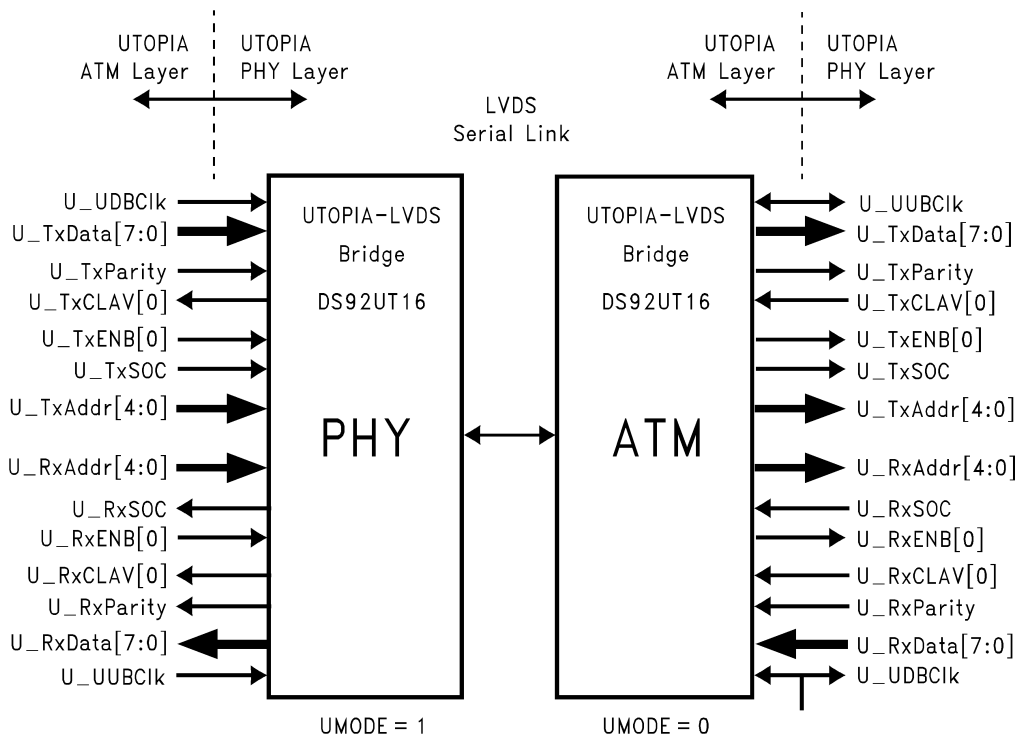 UTOPIA
ATM Layer
UTOPIA
PHY Layer
LVDS
Serial Link
UTOPIA
ATM Layer
UTOPIA
PHY Layer
U_UDBClk
U_TxData[7:0]
U_TxParity
U_TxCLAV[0]
U_TxENB[0]
U_TxSOC
U_TxAddr[4:0]
U_RxAddr[4:0]
U_RxSOC
U_RxENB[0]
U_RxCLAV[0]
U_RxParity
U_RxData[7:0]
U_UUBClk
UTOPIA-LVDS
Bridge
DS92UT16
PHY
UMODE = 1
UTOPIA-LVDS
Bridge
DS92UT16
ATM
UMODE = 0
U_UUBClk
U_TxData[7:0]
U_TxParity
U_TxCLAV[0]
U_TxENB[0]
U_TxSOC
U_TxAddr[4:0]
U_RxAddr[4:0]
U_RxSOC
U_RxENB[0]
U_RxCLAV[0]
U_RxParity
U_RxData[7:0]
U_UDBClk